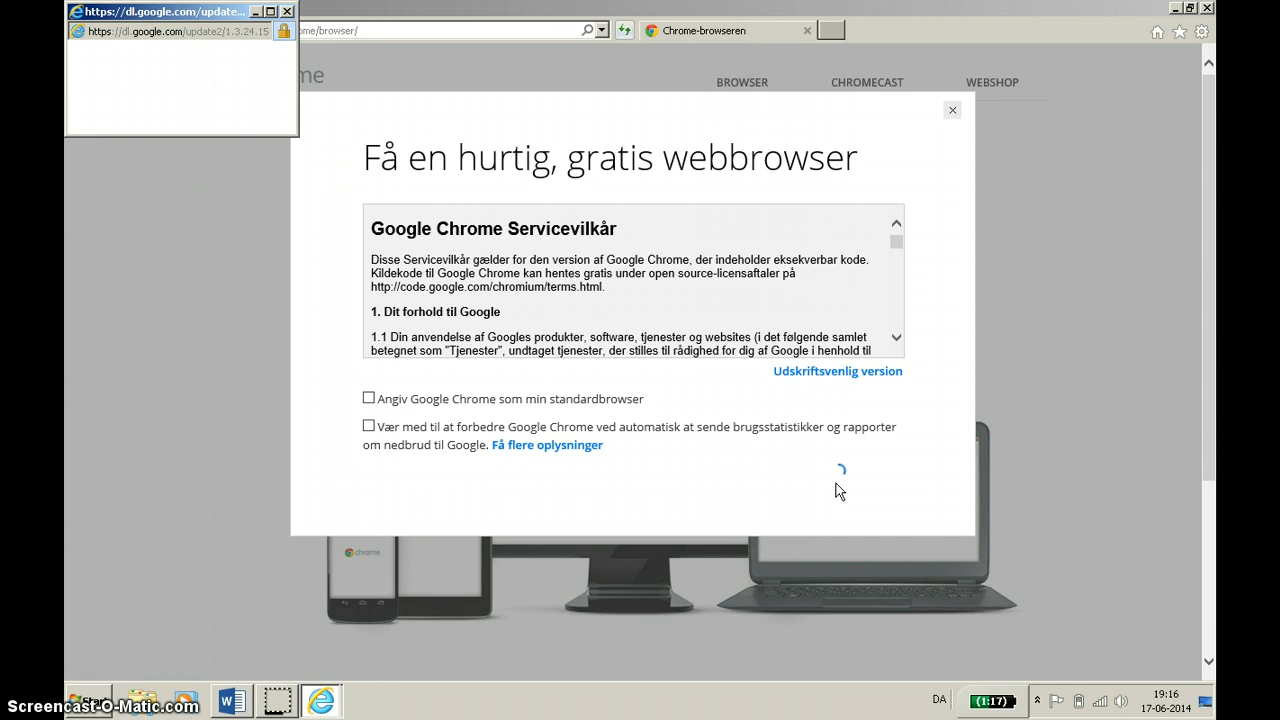 https://dl.google.com/update...
https://dl.google.com/update2/1.3.24.15
me/browser/
Chrome-browseren
me
BROWSER
CHROMECAST
WEBSHOP
Få en hurtig, gratis webbrowser
Google Chrome Servicevilkår
Disse Servicevilkår gælder for den version af Google Chrome, der indeholder eksekverbar kode.
Kildekode til Google Chrome kan hentes gratis under open source-licensaftaler på
http://code.google.com/chromium/terms.html.
1. Dit forhold til Google
1.1 Din anvendelse af Googles produkter, software, tjenester og websites (i det følgende samlet
betegnet som "Tjenester", undtaget tjenester, der stilles til rådighed for dig af Google i henhold til
Udskriftsvenlig version
Angiv Google Chrome som min standardbrowser
Vær med til at forbedre Google Chrome ved automatisk at sende brugsstatistikker og rapporter
om nedbrud til Google. Få flere oplysninger
chrome
Start
DA
(1:17)
19:16
17-06-2014
Screencast-O-Matic.com